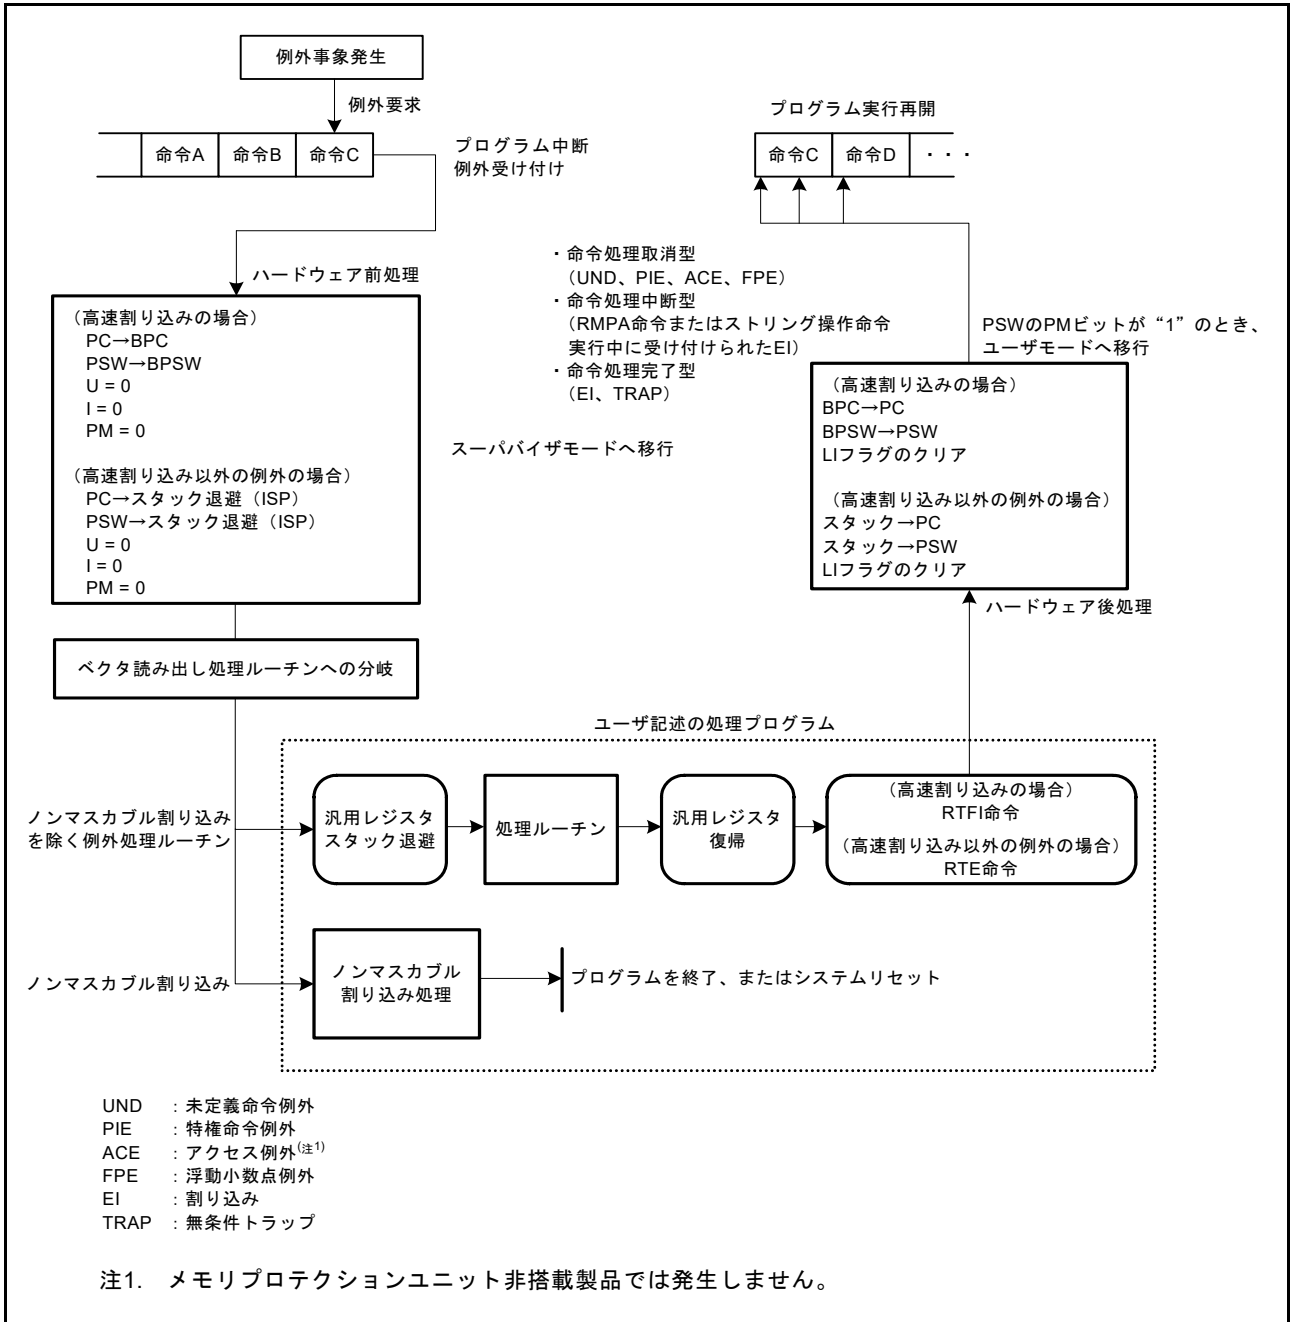 例外事象発生
例外要求
命令A 命令B 命令C
プログラム中断
例外受け付け
プログラム実行再開
命令C 命令D ・・・
ハードウェア前処理
（高速割り込みの場合）
PC→BPC
PSW→BPSW
U = 0
I = 0
PM = 0
（高速割り込み以外の例外の場合）
PC→スタック退避（ISP）
PSW→スタック退避（ISP）
U = 0
I = 0
PM = 0
・命令処理取消型
（UND、PIE、ACE、FPE）
・命令処理中断型
（RMPA命令またはストリング操作命令
実行中に受け付けられたEI）
・命令処理完了型
（EI、TRAP）
スーパバイザモードへ移行
PSWのPMビットが“1”のとき、
ユーザモードへ移行
（高速割り込みの場合）
BPC→PC
BPSW→PSW
LIフラグのクリア
（高速割り込み以外の例外の場合）
スタック→PC
スタック→PSW
LIフラグのクリア
ハードウェア後処理
ベクタ読み出し処理ルーチンへの分岐
ユーザ記述の処理プログラム
ノンマスカブル割り込み
を除く例外処理ルーチン
汎用レジスタ
スタック退避
処理ルーチン
汎用レジスタ
復帰
（高速割り込みの場合）
RTFI命令
（高速割り込み以外の例外の場合）
RTE命令
ノンマスカブル割り込み
ノンマスカブル
割り込み処理
プログラムを終了、またはシステムリセット
UND ：未定義命令例外
PIE ：特権命令例外
ACE ：アクセス例外(注1)
FPE ：浮動小数点例外
EI ：割り込み
TRAP ：無条件トラップ
注1. メモリプロテクションユニット非搭載製品では発生しません。